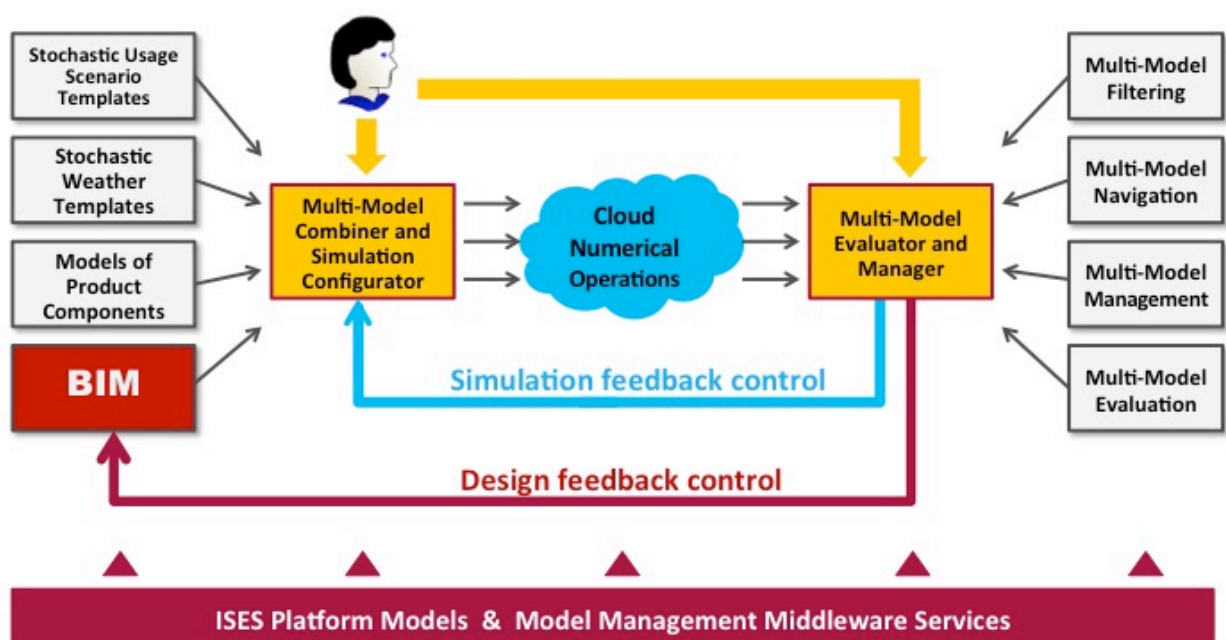 Stochastic Usage
Scenario
Templates
Stochastic
Weather
Templates
Models of
Product
Components
BIM
Multi-Model
Combiner and
Simulation
Configurator
Cloud
Numerical
Operations
Multi-Model
Evaluator and
Manager
Multi-Model
Filtering
Multi-Model
Navigation
Multi-Model
Management
Multi-Model
Evaluation
Simulation feedback control
Design feedback control
ISES Platform Models & Model Management Middleware Services